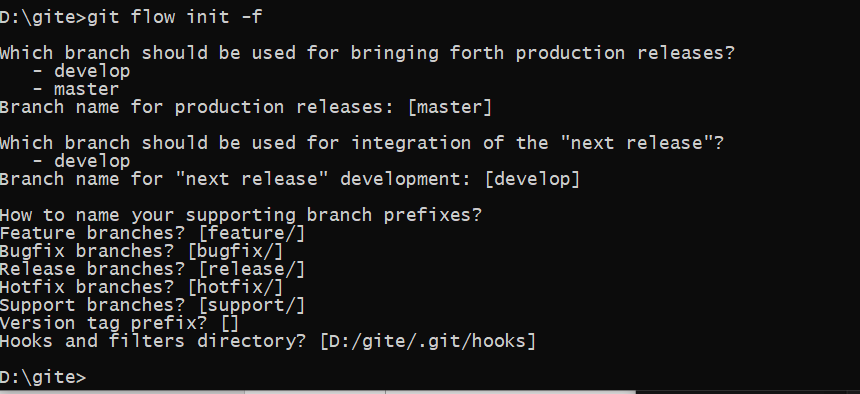 D:\gite>git flow init -f
Which branch should be used for bringing forth production releases?
- develop
- master
Branch name for production releases: [master]
Which branch should be used for integration of the "next release"?
- develop
Branch name for "next release" development: [develop]
How to name your supporting branch prefixes?
Feature branches? [feature/]
Bugfix branches? [bugfix/]
Release branches? [release/]
Hotfix branches? [hotfix/]
Support branches? [support/]
Version tag prefix? []
Hooks and filters directory? [D:/gite/.git/hooks]
D:\gite>